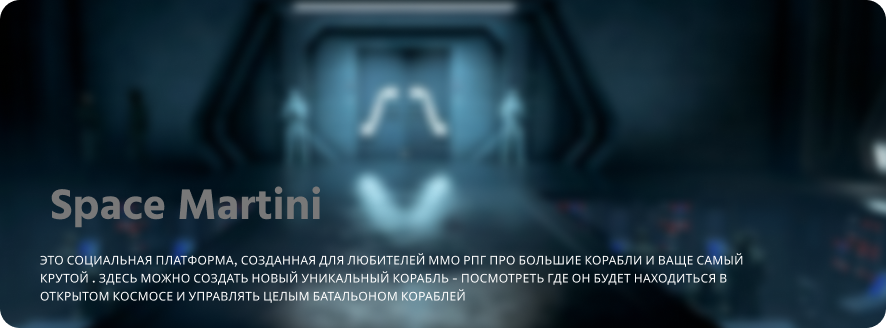 Space Martini
ЭТО СОЦИАЛЬНАЯ ПЛАТФОРМА, СОЗДАННАЯ ДЛЯ ЛЮБИТЕЛЕЙ ММО РПГ ПРО БОЛЬШИЕ КОРАБЛИ И ВАЩЕ САМЫЙ
КРУТОЙ . ЗДЕСЬ МОЖНО СОЗДАТЬ НОВЫЙ УНИКАЛЬНЫЙ КОРАБЛЬ – ПОСМОТРЕТЬ ГДЕ ОН БУДЕТ НАХОДИТЬСЯ В
ОТКРЫТОМ КОСМОСЕ И УПРАВЛЯТЬ ЦЕЛЫМ БАТАЛЬОНОМ КОРАБЛЕЙ